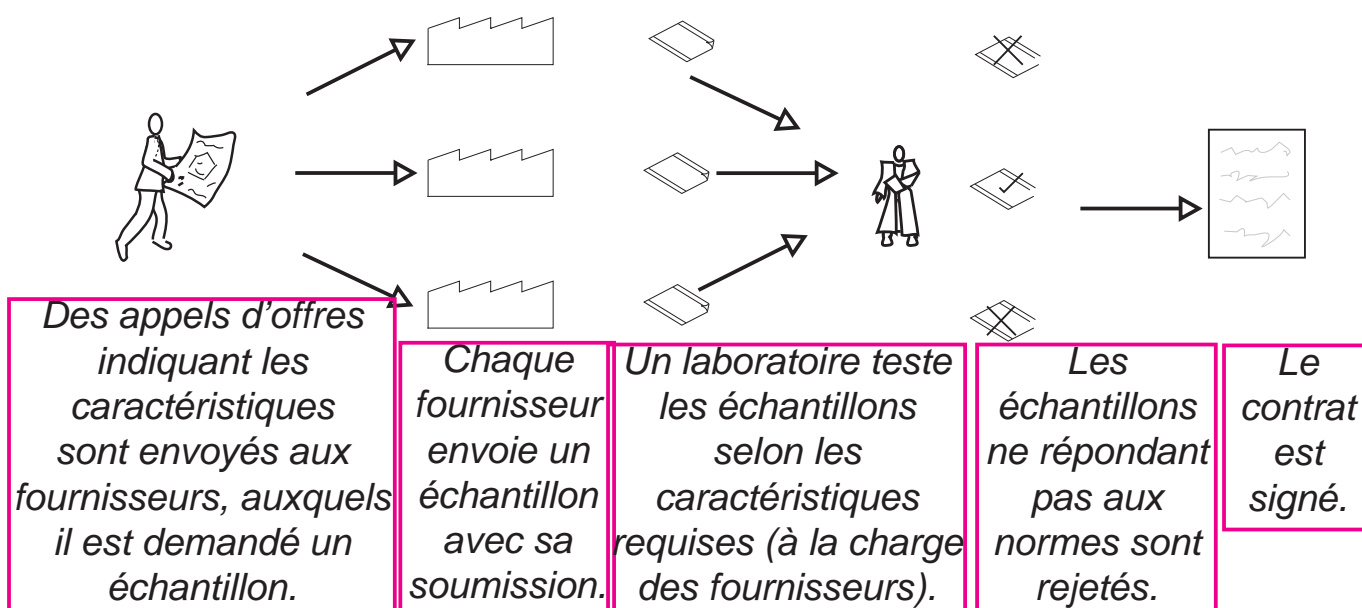 Des appels d’offres
indiquant les
caractéristiques
sont envoyés aux
fournisseurs, auxquels
il est demandé un
échantillon.
Chaque
fournisseur
envoie un
échantillon
avec sa
soumission.
Un laboratoire teste
les échantillons
selon les
caractéristiques
requises (à la charge
des fournisseurs).
Les
échantillons
ne répondant
pas aux
normes sont
rejetés.
Le
contrat
est
signé.